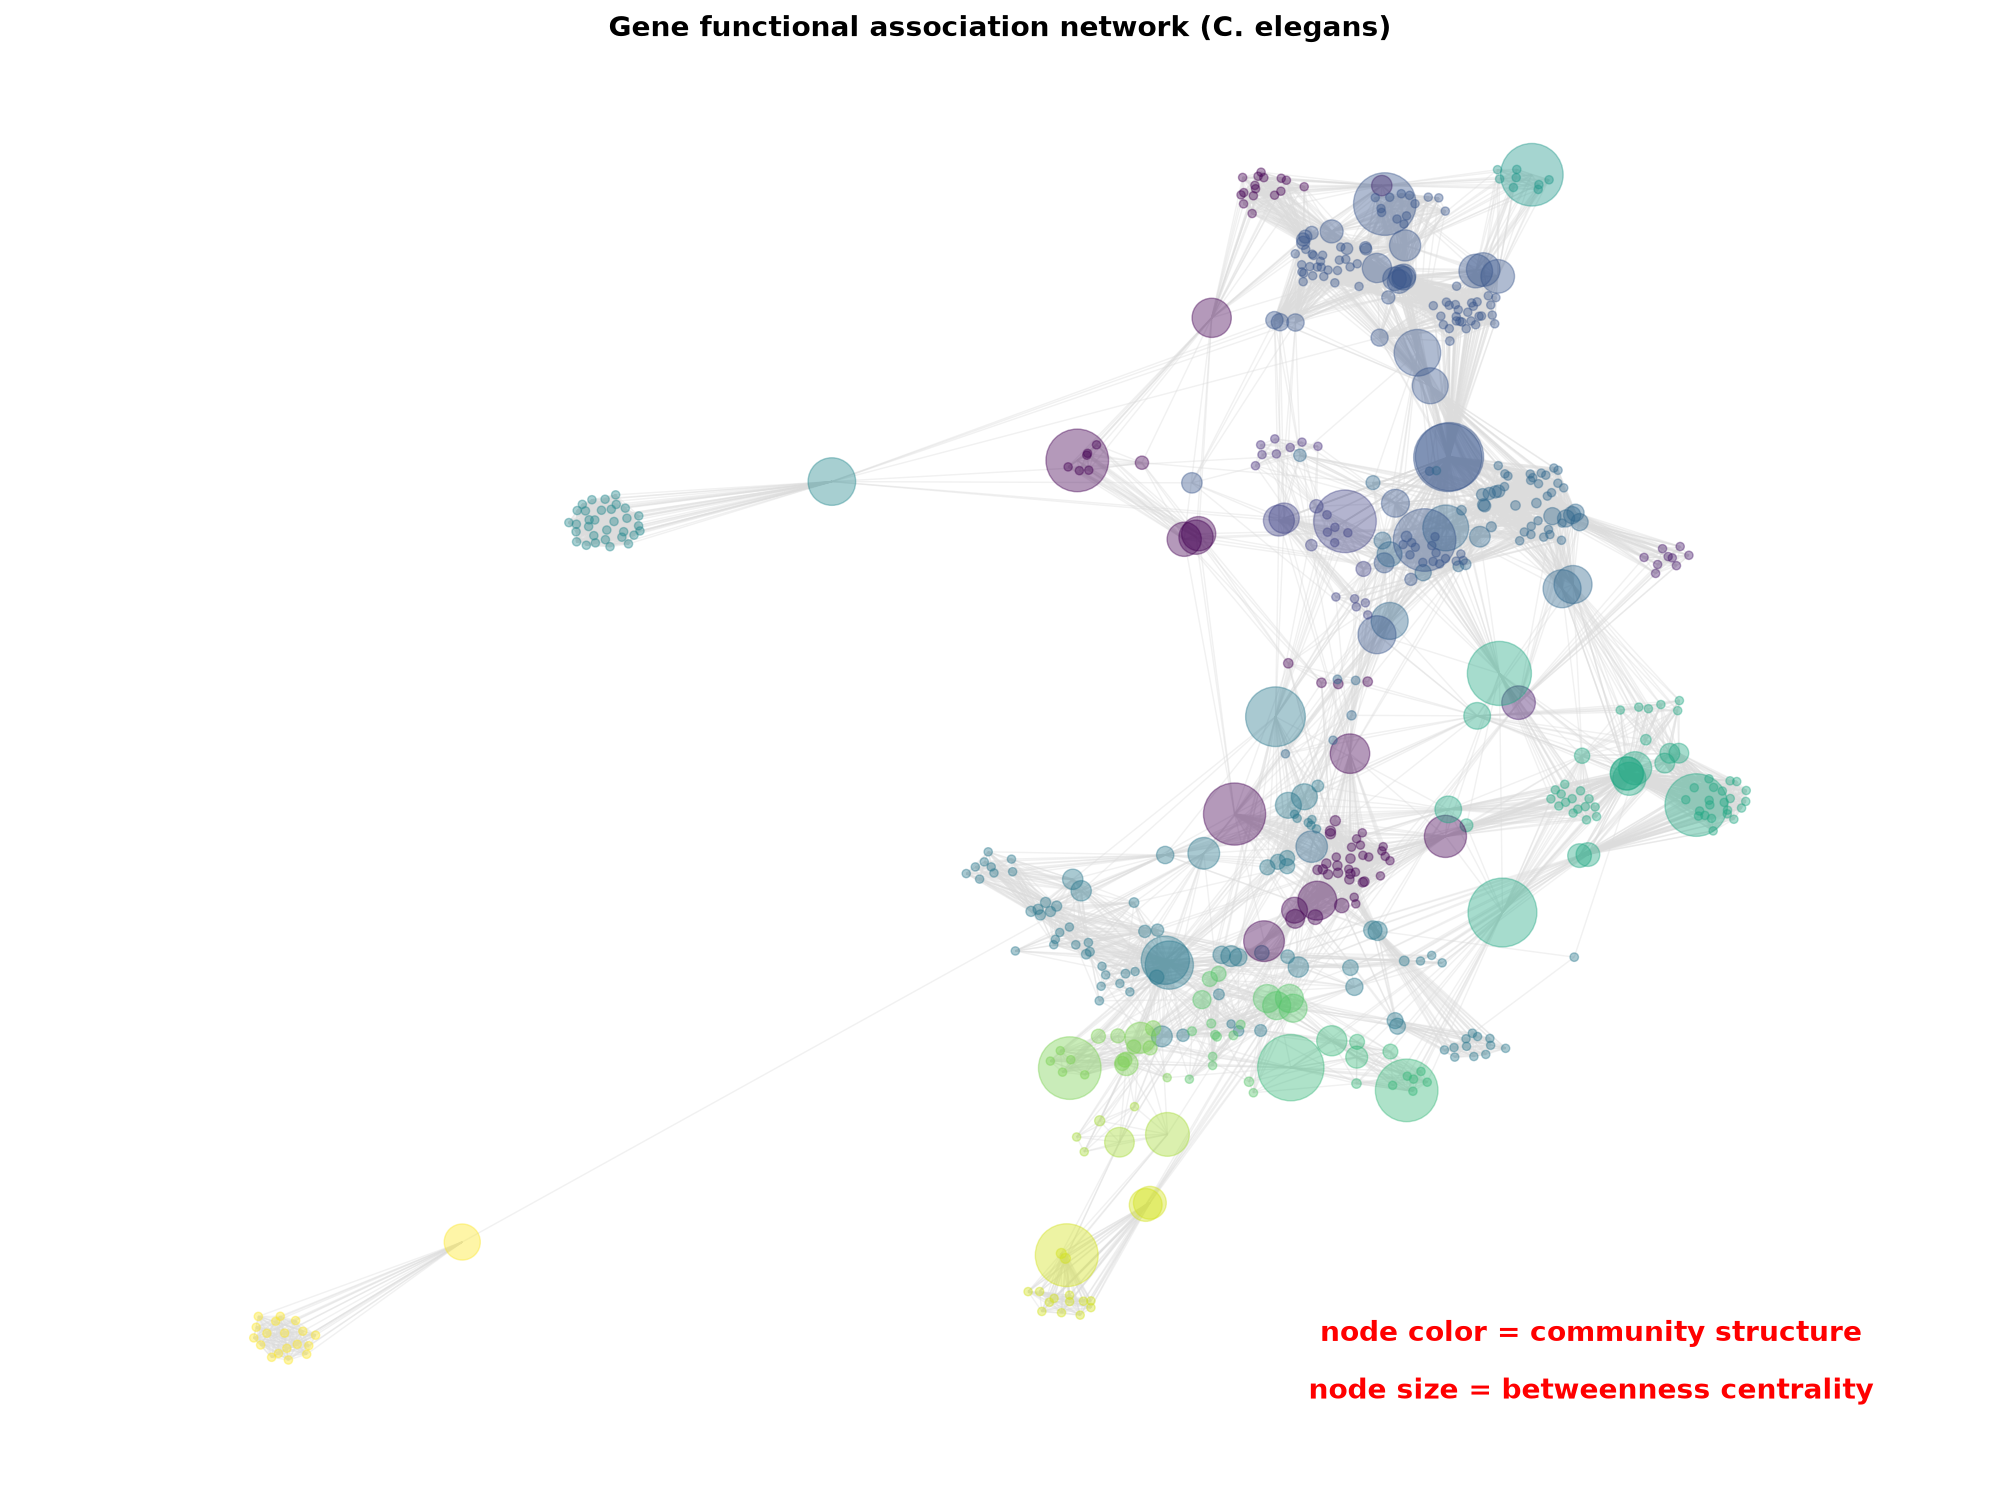 Gene functional association network (C. elegans)
node color = community structure
node size = betweenness centrality